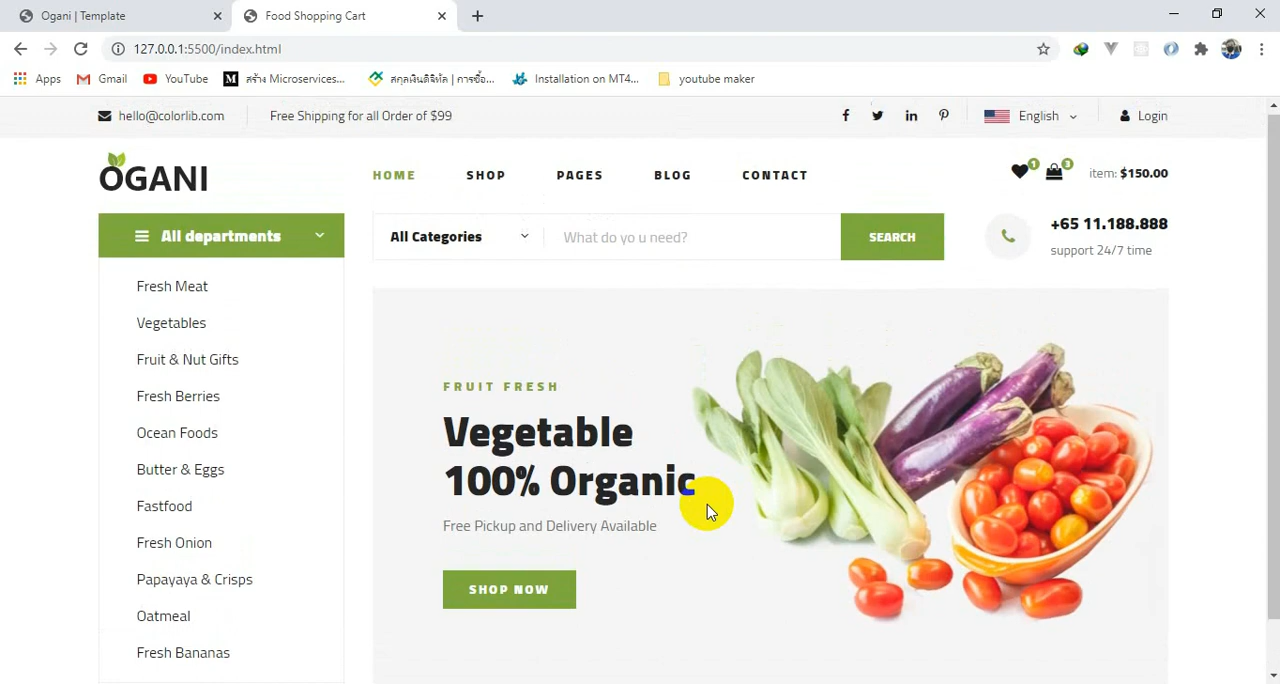 Ogani | Template
Food Shopping Cart
127.0.0.1:5500/index.html
Apps
Gmail
YouTube
สร้าง Microservices...
สกุลเงินดิจิทัล | การซื้อ...
Installation on MT4...
youtube maker
hello@colorlib.com
Free Shipping for all Order of $99
English
Login
OGANI
HOME
SHOP
PAGES
BLOG
CONTACT
1
3
item: $150.00
All departments
All Categories
What do yo u need?
SEARCH
+65 11.188.888
support 24/7 time
Fresh Meat
Vegetables
Fruit & Nut Gifts
Fresh Berries
Ocean Foods
Butter & Eggs
Fastfood
Fresh Onion
Papayaya & Crisps
Oatmeal
Fresh Bananas
FRUIT FRESH
Vegetable
100% Organic
Free Pickup and Delivery Available
SHOP NOW